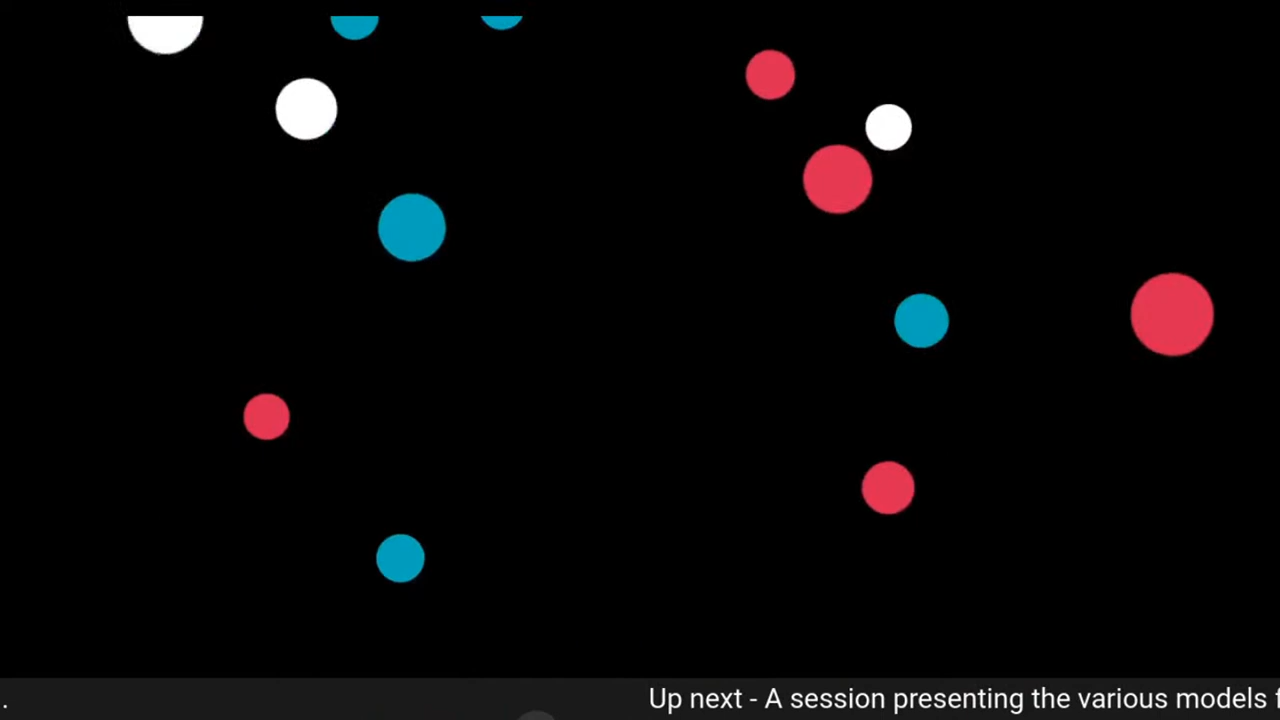 . Up next - A session presenting the various models